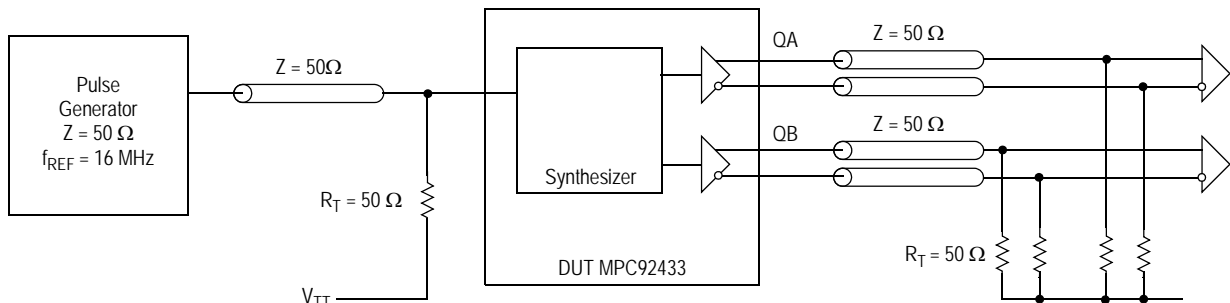 Pulse
Generator
Z = 50 Ω
fREF = 16 MHz
Z = 50Ω
RT = 50 Ω
VTT
Synthesizer
DUT MPC92433
QA
Z = 50 Ω
QB
Z = 50 Ω
RT = 50 Ω